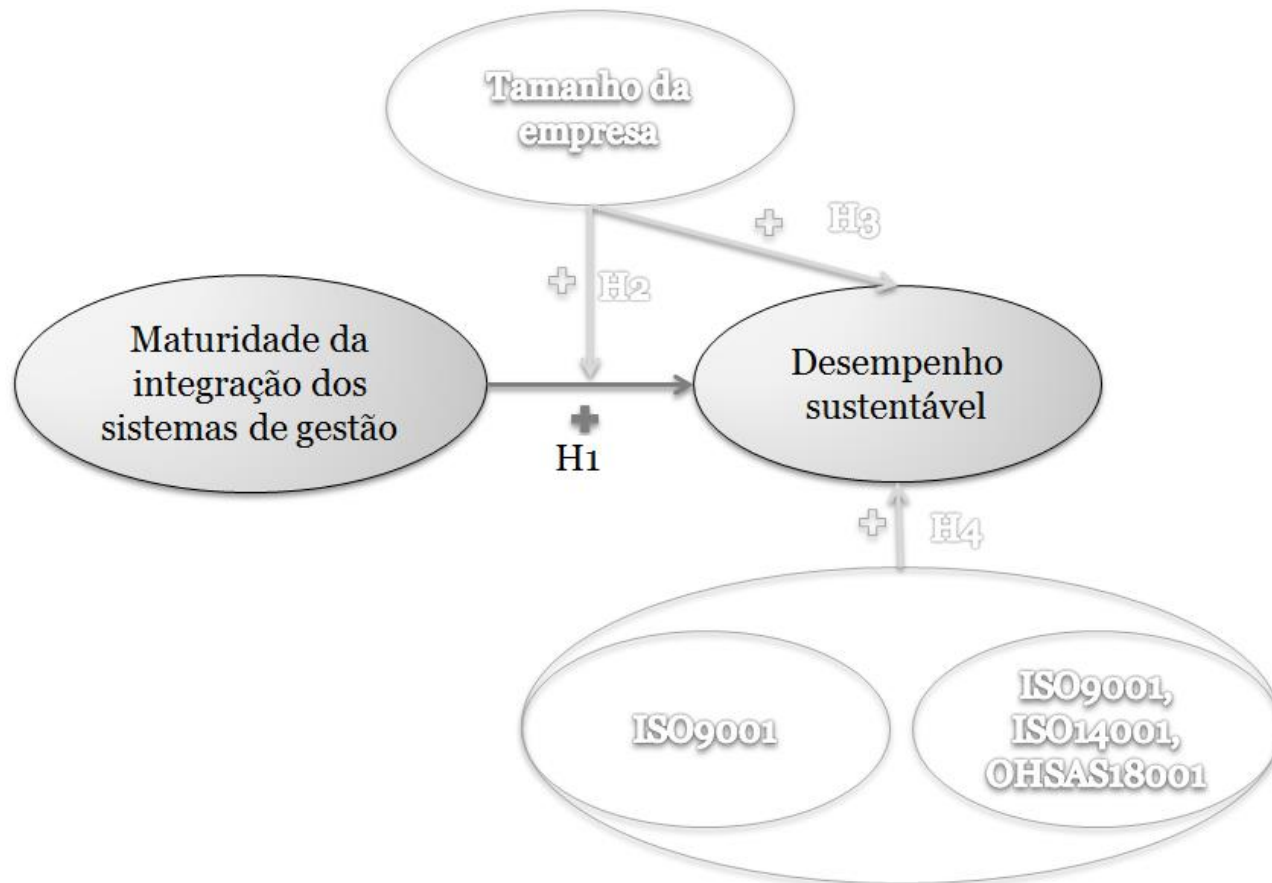 Tamanho da
empresa
+ H3
+ H2
Maturidade da
integração dos
sistemas de gestão
Desempenho
sustentável
+
H1
+ H4
ISO9001
ISO9001,
ISO14001,
OHSAS18001